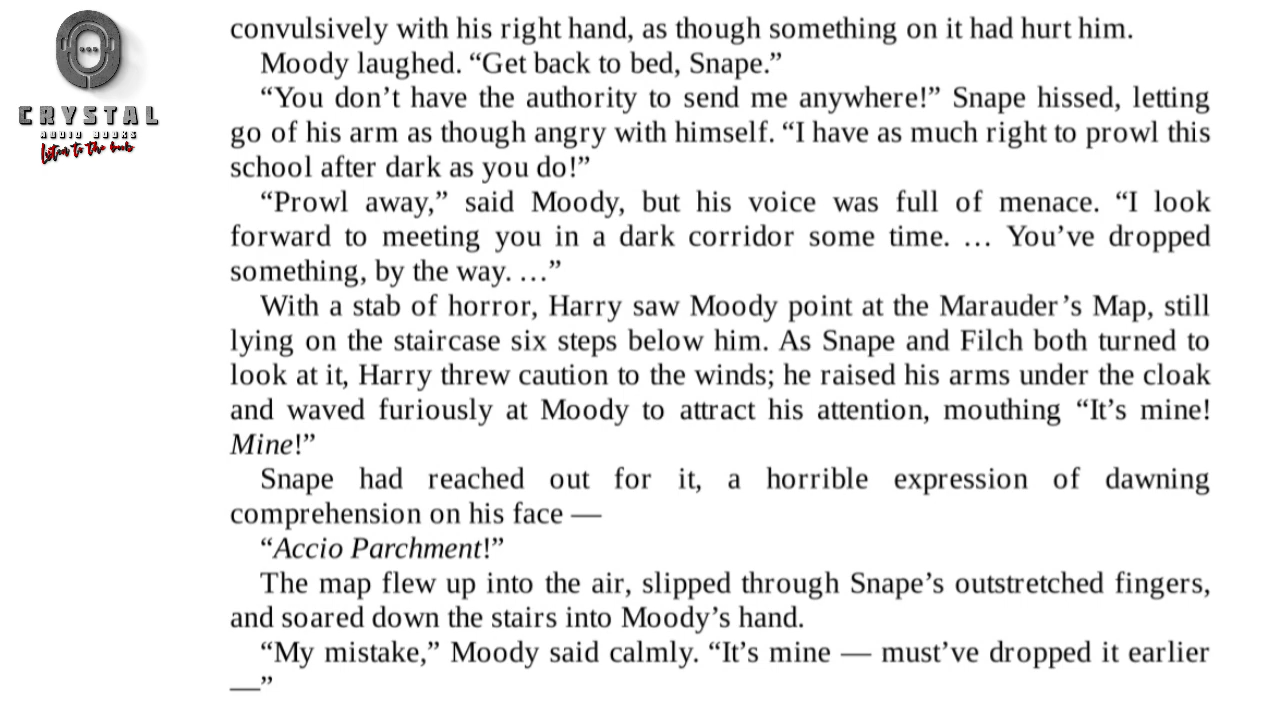 CRYSTAL
AUDIO BOOKS
Listen to the book
convulsively with his right hand, as though something on it had hurt him.
Moody laughed. “Get back to bed, Snape.”
“You don’t have the authority to send me anywhere!” Snape hissed, letting
go of his arm as though angry with himself. “I have as much right to prowl this
school after dark as you do!”
“Prowl away,” said Moody, but his voice was full of menace. “I look
forward to meeting you in a dark corridor some time. … You’ve dropped
something, by the way. …”
With a stab of horror, Harry saw Moody point at the Marauder’s Map, still
lying on the staircase six steps below him. As Snape and Filch both turned to
look at it, Harry threw caution to the winds; he raised his arms under the cloak
and waved furiously at Moody to attract his attention, mouthing “It’s mine!
Mine!”
Snape had reached out for it, a horrible expression of dawning
comprehension on his face —
“Accio Parchment!”
The map flew up into the air, slipped through Snape’s outstretched fingers,
and soared down the stairs into Moody’s hand.
“My mistake,” Moody said calmly. “It’s mine — must’ve dropped it earlier
—”